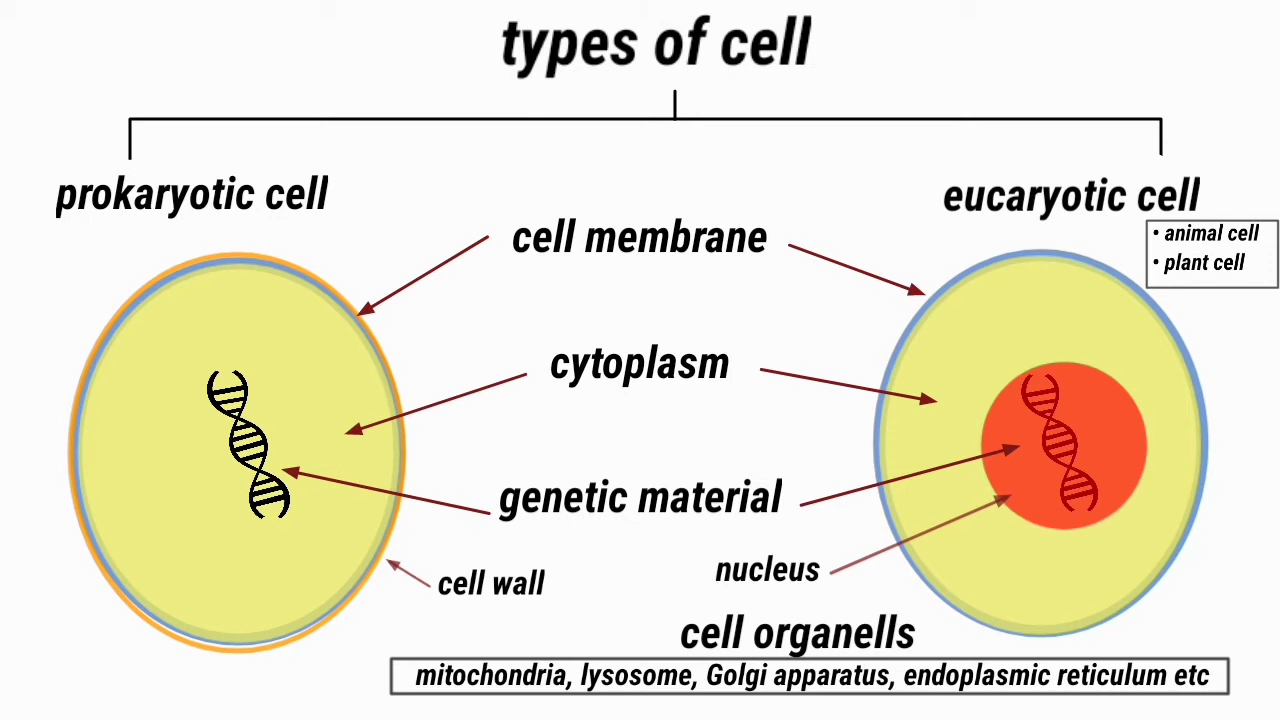 types of cell
prokaryotic cell
eucaryotic cell
• animal cell
• plant cell
cell membrane
cytoplasm
genetic material
nucleus
cell wall
cell organells
mitochondria, lysosome, Golgi apparatus, endoplasmic reticulum etc